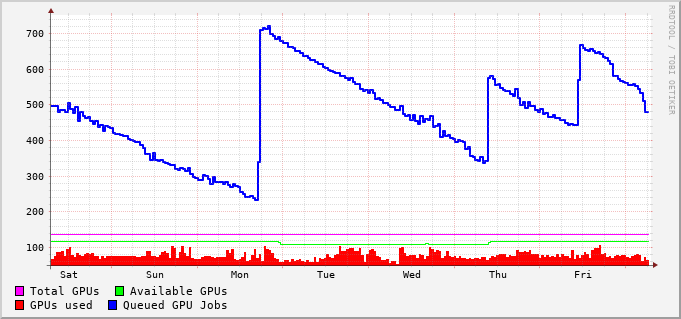 700
600
500
400
300
200
100
Sat Sun Mon Tue Wed Thu Fri
Total GPUs Available GPUs
GPUs used Queued GPU Jobs
RRDTOOL / TOBI OETIKER